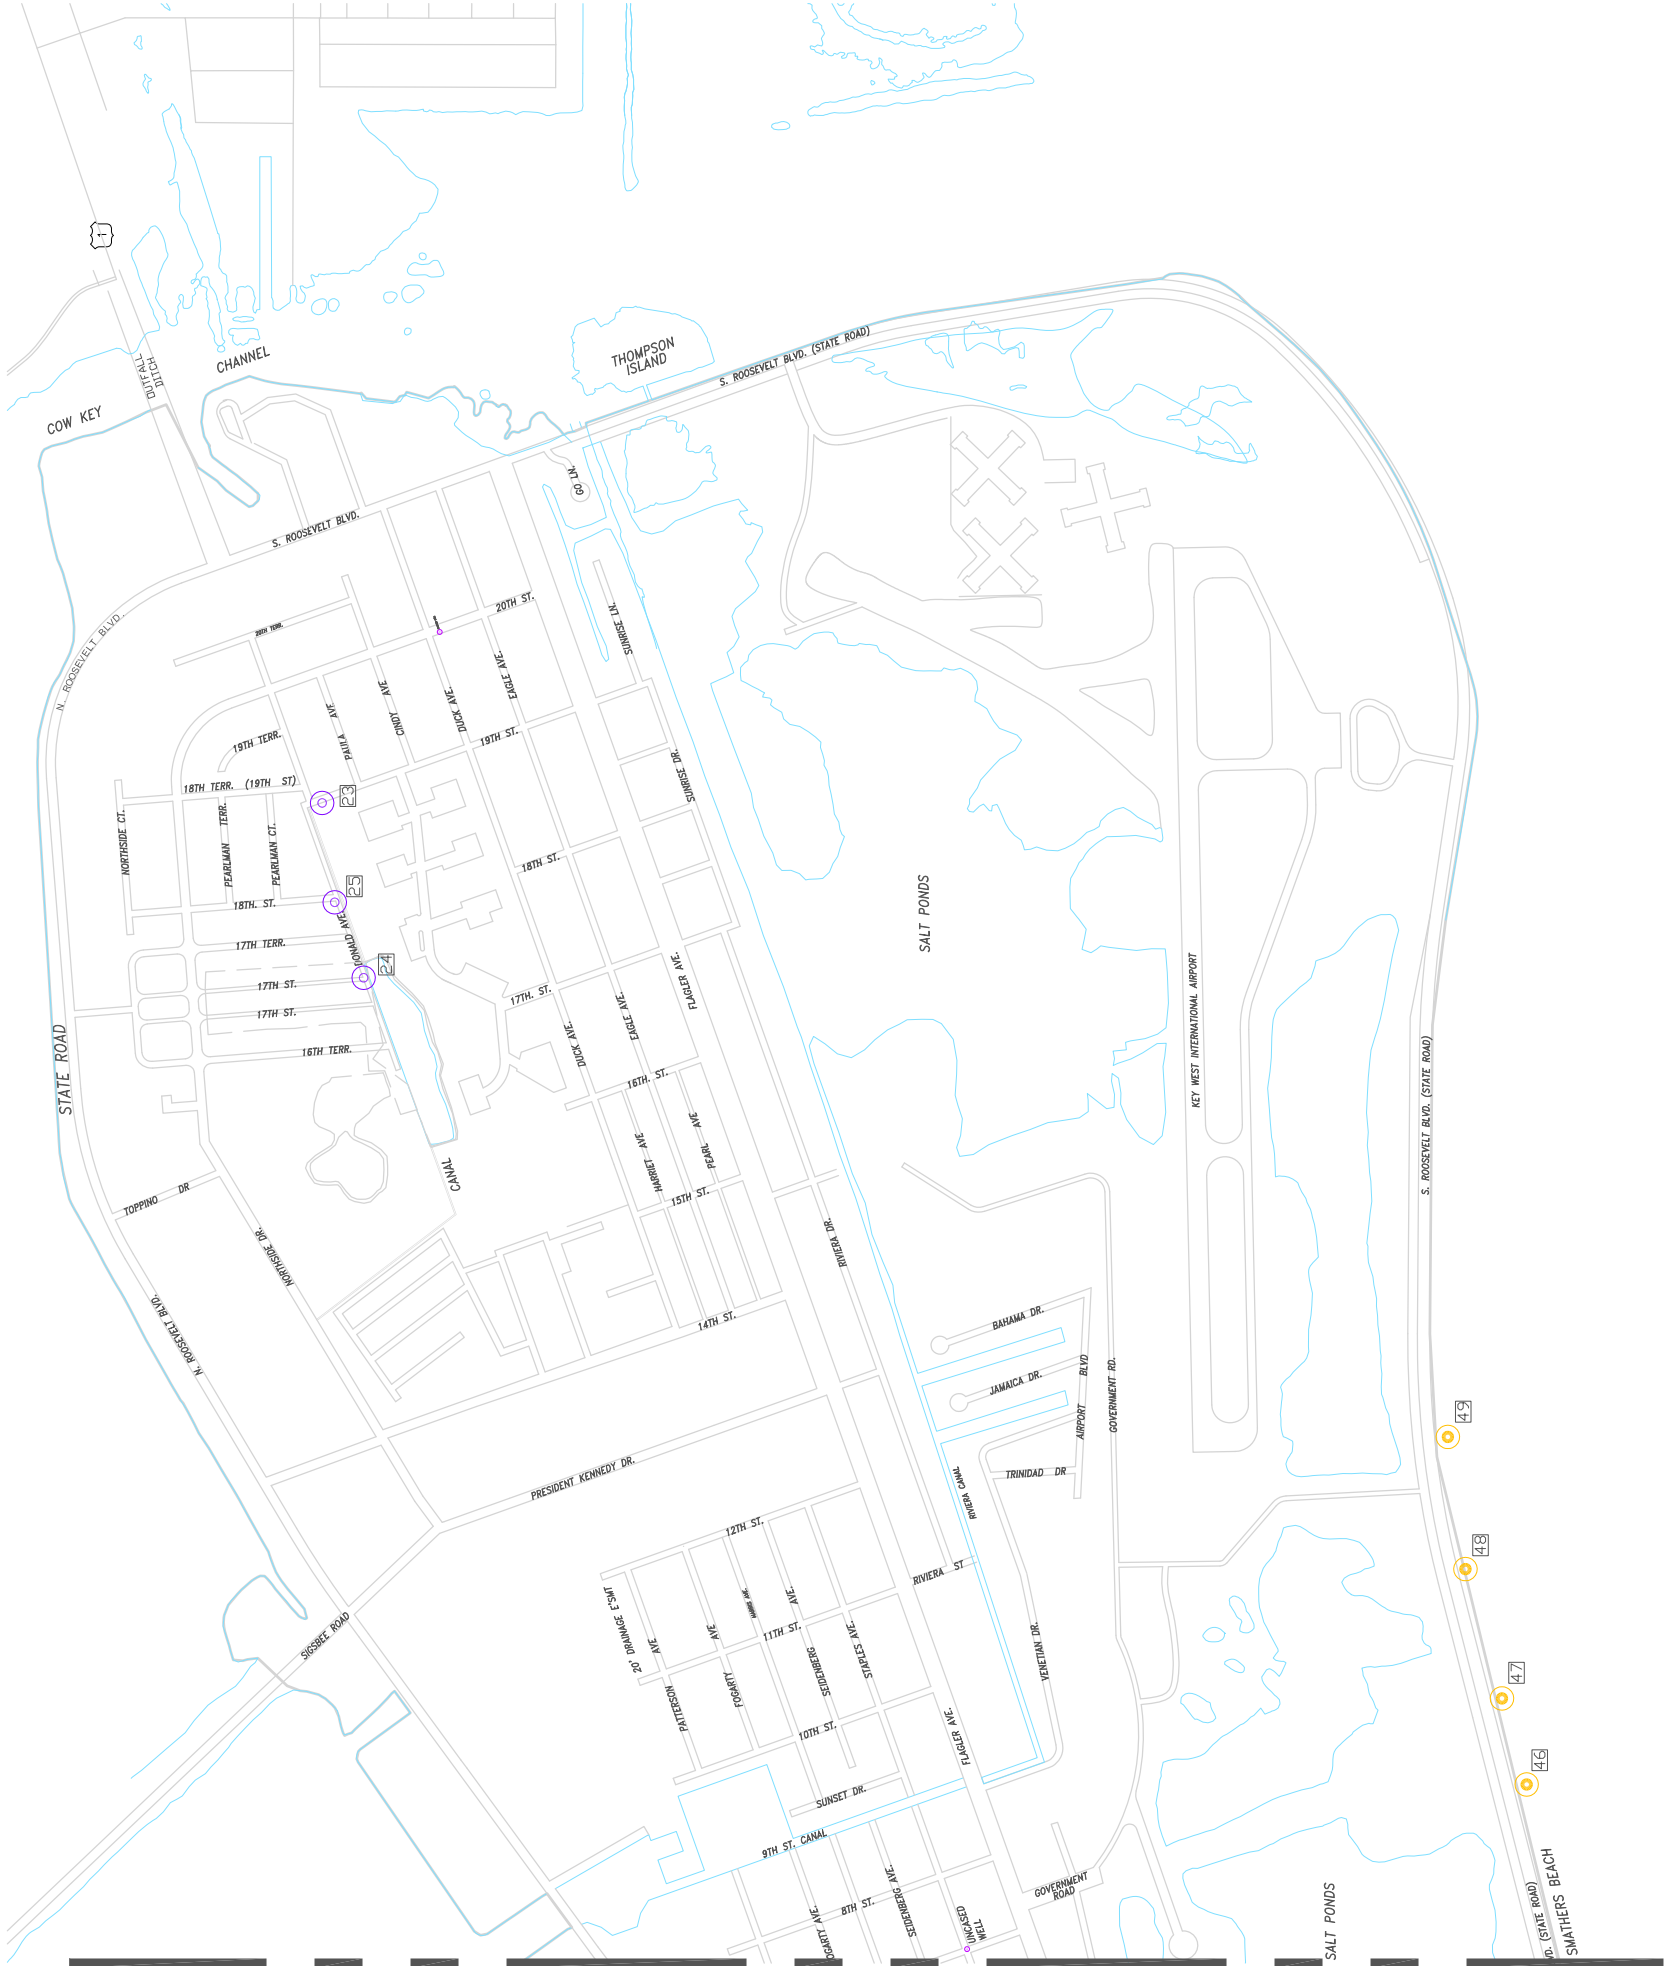 1
OUTFALL
DITCH
CHANNEL
COW KEY
THOMPSON
ISLAND
S. ROOSEVELT BLVD. (STATE ROAD)
GO LN.
S. ROOSEVELT BLVD.
N. ROOSEVELT BLVD.
20TH TERR.
20TH ST.
SUNRISE LN.
EAGLE AVE.
DUCK AVE.
CINDY AVE
PAULA AVE
19TH TERR.
19TH ST.
18TH TERR. (19TH ST)
23
SUNRISE DR.
NORTHSIDE CT.
PEARLMAN TERR.
PEARLMAN CT.
18TH ST.
25
18TH. ST.
DONALD AVE.
17TH TERR.
24
17TH ST.
17TH ST.
16TH TERR.
STATE ROAD
17TH. ST.
FLAGLER AVE.
EAGLE AVE.
DUCK AVE.
16TH. ST.
SALT PONDS
KEY WEST INTERNATIONAL AIRPORT
S. ROOSEVELT BLVD. (STATE ROAD)
HARRIET AVE
PEARL AVE
15TH ST.
CANAL
TOPPINO DR
NORTHSIDE DR.
RIVIERA DR.
N. ROOSEVELT BLVD.
14TH ST.
BAHAMA DR.
JAMAICA DR.
AIRPORT BLVD
GOVERNMENT RD.
TRINIDAD DR
RIVIERA CANAL
PRESIDENT KENNEDY DR.
49
48
47
46
12TH ST.
RIVIERA ST
20' DRAINAGE E'SMT
PATTERSON AVE
FOGARTY AVE
HARRIS AVE.
11TH ST.
SEIDENBERG AVE.
STAPLES AVE.
VENETIAN DR.
SIGSBEE ROAD
10TH ST.
FLAGLER AVE.
SUNSET DR.
9TH ST. CANAL
8TH ST.
FOGARTY AVE.
SEIDENBERG AVE.
UNCASED
WELL
GOVERNMENT
ROAD
SALT PONDS
VD. (STATE ROAD)
SMATHERS BEACH